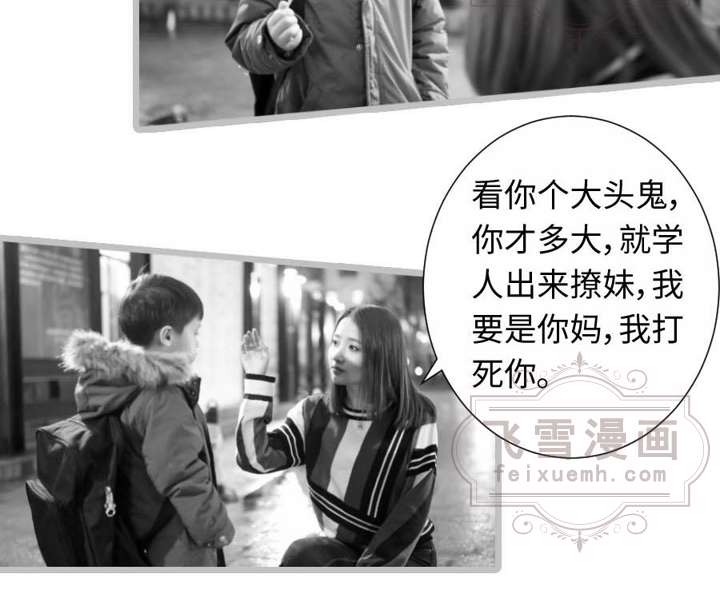 看你个大头鬼，
你才多大，就学
人出来撩妹，我
要是你妈，我打
死你。
飞雪漫画
feixuemh.com